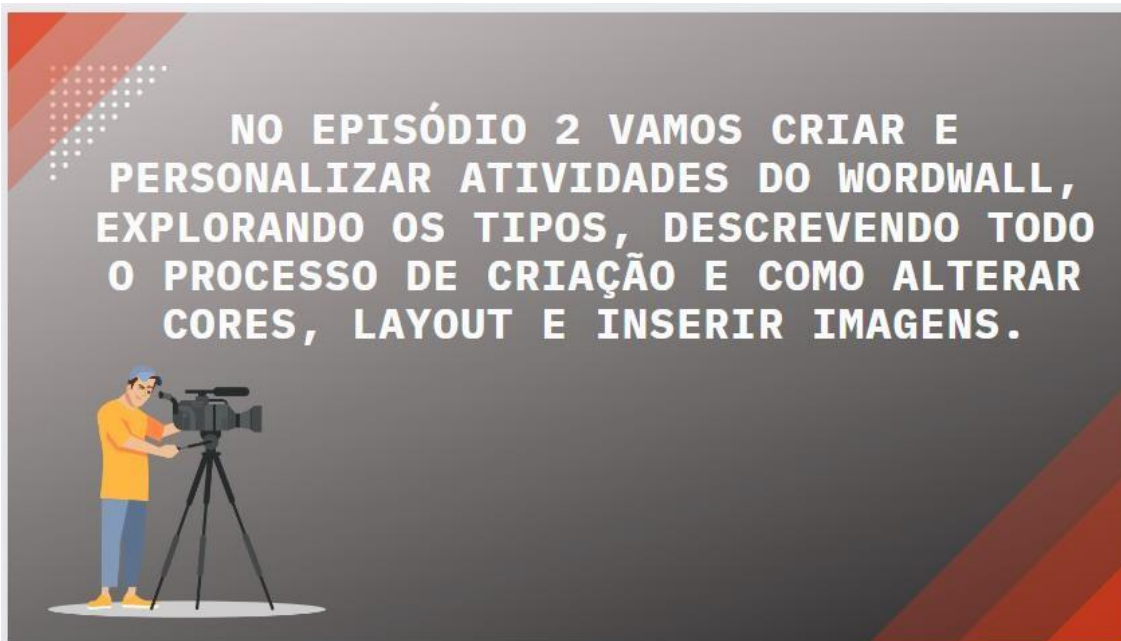 NO EPISÓDIO 2 VAMOS CRIAR E
PERSONALIZAR ATIVIDADES DO WORDWALL,
EXPLORANDO OS TIPOS, DESCREVENDO TODO
O PROCESSO DE CRIAÇÃO E COMO ALTERAR
CORES, LAYOUT E INSERIR IMAGENS.